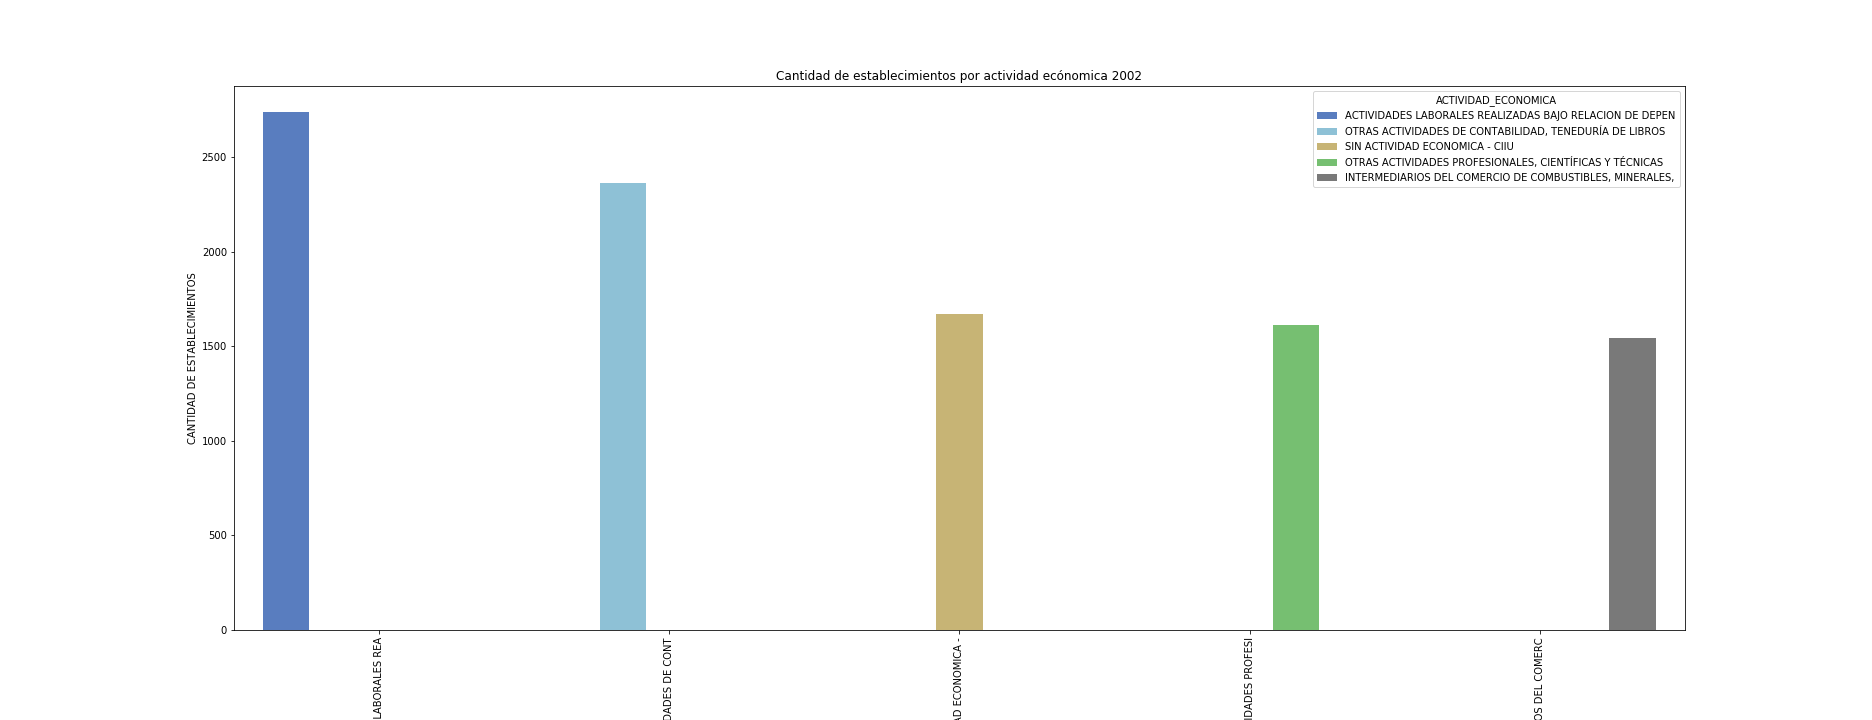 Cantidad de establecimientos por actividad ecónomica 2002
ACTIVIDAD_ECONOMICA
ACTIVIDADES LABORALES REALIZADAS BAJO RELACION DE DEPEN
OTRAS ACTIVIDADES DE CONTABILIDAD, TENEDURÍA DE LIBROS
SIN ACTIVIDAD ECONOMICA - CIIU
OTRAS ACTIVIDADES PROFESIONALES, CIENTÍFICAS Y TÉCNICAS
INTERMEDIARIOS DEL COMERCIO DE COMBUSTIBLES, MINERALES,
CANTIDAD DE ESTABLECIMIENTOS
2500
2000
1500
1000
500
0
LABORALES REA
DADES DE CONT
AD ECONOMICA -
IDADES PROFESI
OS DEL COMERC